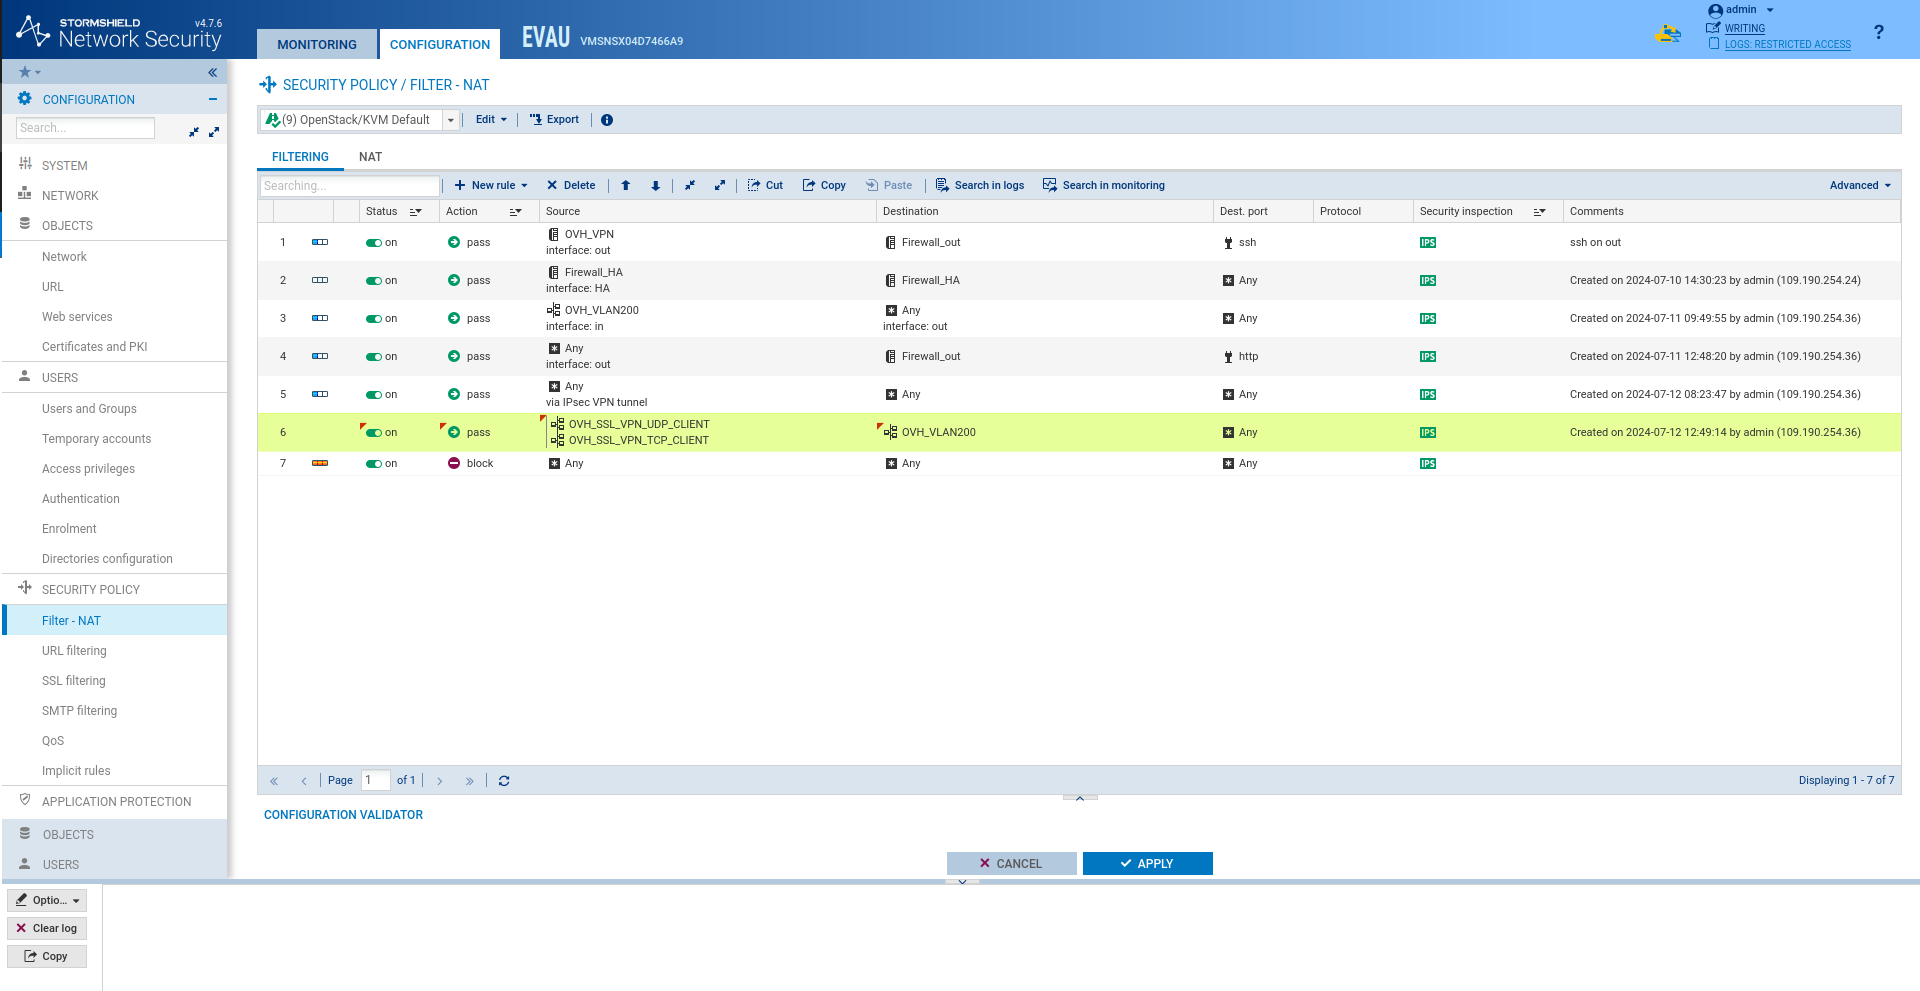 STORMSHIELD v4.7.6
Network Security
MONITORING
CONFIGURATION
EVAU VMSNSX04D7466A9
admin
WRITING
LOGS: RESTRICTED ACCESS
?
CONFIGURATION
Search...
SYSTEM
NETWORK
OBJECTS
Network
URL
Web services
Certificates and PKI
USERS
Users and Groups
Temporary accounts
Access privileges
Authentication
Enrolment
Directories configuration
SECURITY POLICY
Filter - NAT
URL filtering
SSL filtering
SMTP filtering
QoS
Implicit rules
APPLICATION PROTECTION
OBJECTS
USERS
SECURITY POLICY / FILTER - NAT
(9) OpenStack/KVM Default Edit Export
FILTERING NAT
Searching... New rule Delete Cut Copy Paste Search in logs Search in monitoring Advanced
Status Action Source Destination Dest. port Protocol Security inspection Comments
1 on pass OVH_VPN Firewall_out ssh IPS ssh on out
interface: out
2 on pass Firewall_HA Firewall_HA Any IPS Created on 2024-07-10 14:30:23 by admin (109.190.254.24)
interface: HA
3 on pass OVH_VLAN200 Any Any IPS Created on 2024-07-11 09:49:55 by admin (109.190.254.36)
interface: in interface: out
4 on pass Any Firewall_out http IPS Created on 2024-07-11 12:48:20 by admin (109.190.254.36)
interface: out
5 on pass Any Any Any IPS Created on 2024-07-12 08:23:47 by admin (109.190.254.36)
via IPsec VPN tunnel
6 on pass OVH_SSL_VPN_UDP_CLIENT OVH_VLAN200 Any IPS Created on 2024-07-12 12:49:14 by admin (109.190.254.36)
OVH_SSL_VPN_TCP_CLIENT
7 on block Any Any Any IPS
Page 1 of 1 Displaying 1 - 7 of 7
CONFIGURATION VALIDATOR
CANCEL APPLY
Optio...
Clear log
Copy